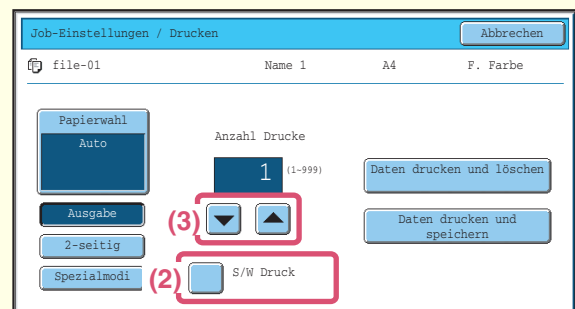 Job-Einstellungen / Drucken
Abbrechen
file-01 Name 1 A4 F. Farbe
Papierwahl
Auto
Anzahl Drucke
1 (1-999)
Daten drucken und löschen
Ausgabe
(3)
Daten drucken und
speichern
2-seitig
Spezialmodi
(2)
S/W Druck